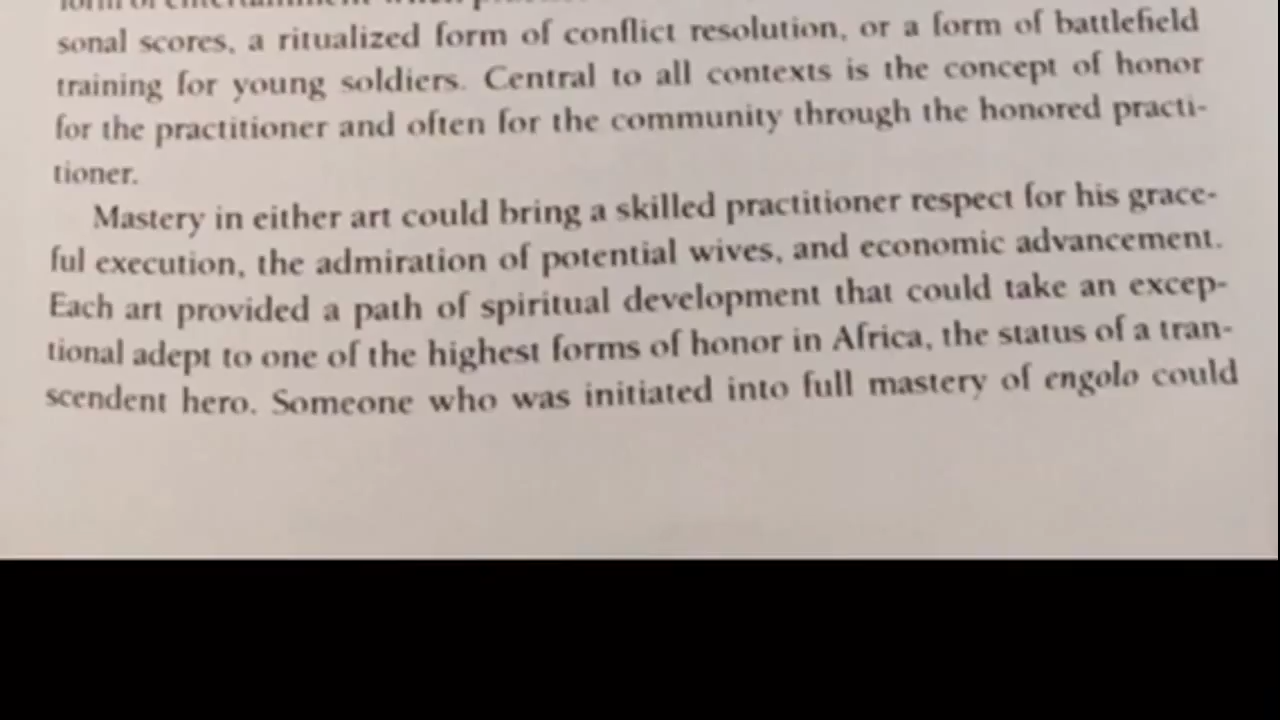 form of entertainment when
sonal scores, a ritualized form of conflict resolution, or a form of battlefield
training for young soldiers. Central to all contexts is the concept of honor
for the practitioner and often for the community through the honored practi-
tioner.
Mastery in either art could bring a skilled practitioner respect for his grace-
ful execution, the admiration of potential wives, and economic advancement.
Each art provided a path of spiritual development that could take an excep-
tional adept to one of the highest forms of honor in Africa, the status of a tran-
scendent hero. Someone who was initiated into full mastery of engolo could